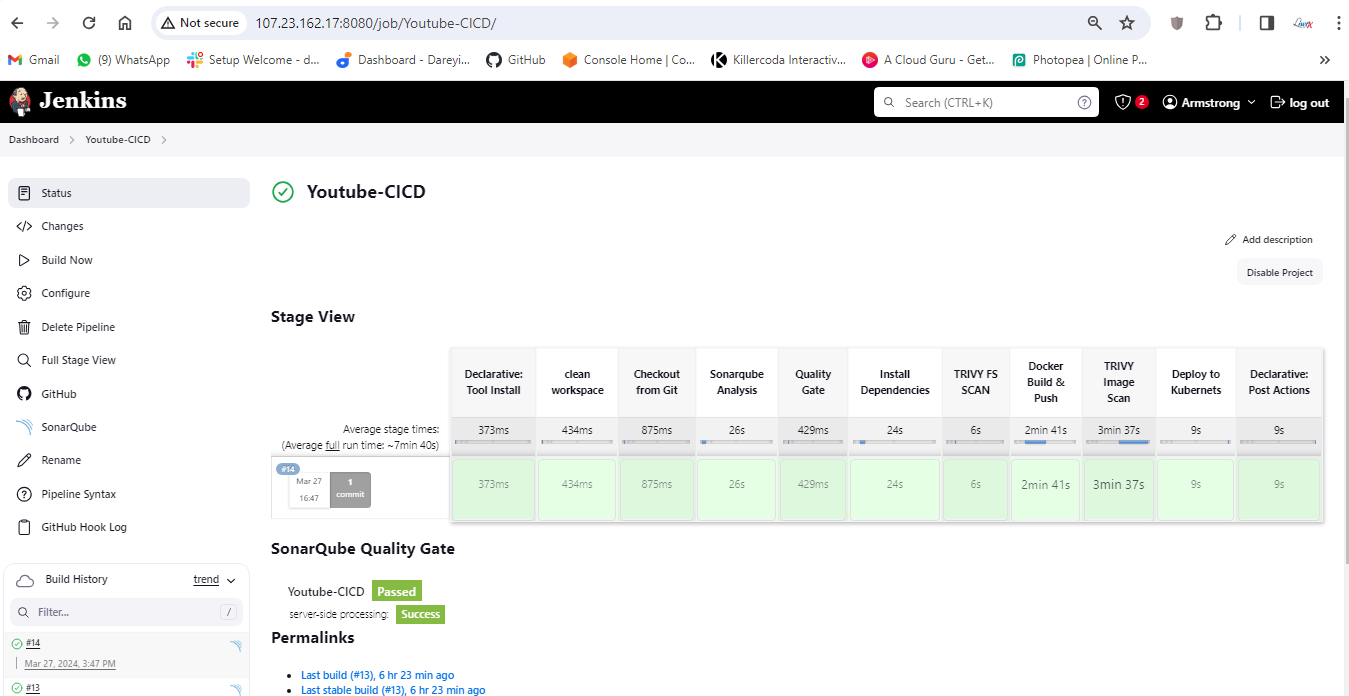 Not secure
107.23.162.17:8080/job/Youtube-CICD/
Gmail
(9) WhatsApp
Setup Welcome - d...
Dashboard - Dareyi...
GitHub
Console Home | Co...
Killercoda Interactiv...
A Cloud Guru - Get...
Photopea | Online P...
»
Jenkins
Search (CTRL+K)
2
Armstrong
log out
Dashboard
Youtube-CICD
Status
Changes
Build Now
Configure
Delete Pipeline
Full Stage View
GitHub
SonarQube
Rename
Pipeline Syntax
GitHub Hook Log
Build History
trend
Filter...
/
#14
Mar 27, 2024, 3:47 PM
#13
Youtube-CICD
Add description
Disable Project
Stage View
Declarative:
Tool Install
clean
workspace
Checkout
from Git
Sonarqube
Analysis
Quality
Gate
Install
Dependencies
TRIVY FS
SCAN
Docker
Build &
Push
TRIVY
Image
Scan
Deploy to
Kubernets
Declarative:
Post Actions
Average stage times:
(Average full run time: ~7min 40s)
373ms
434ms
875ms
26s
429ms
24s
6s
2min 41s
3min 37s
9s
9s
#14
Mar 27
16:47
1
commit
373ms
434ms
875ms
26s
429ms
24s
6s
2min 41s
3min 37s
9s
9s
SonarQube Quality Gate
Youtube-CICD Passed
server-side processing: Success
Permalinks
Last build (#13), 6 hr 23 min ago
Last stable build (#13), 6 hr 23 min ago